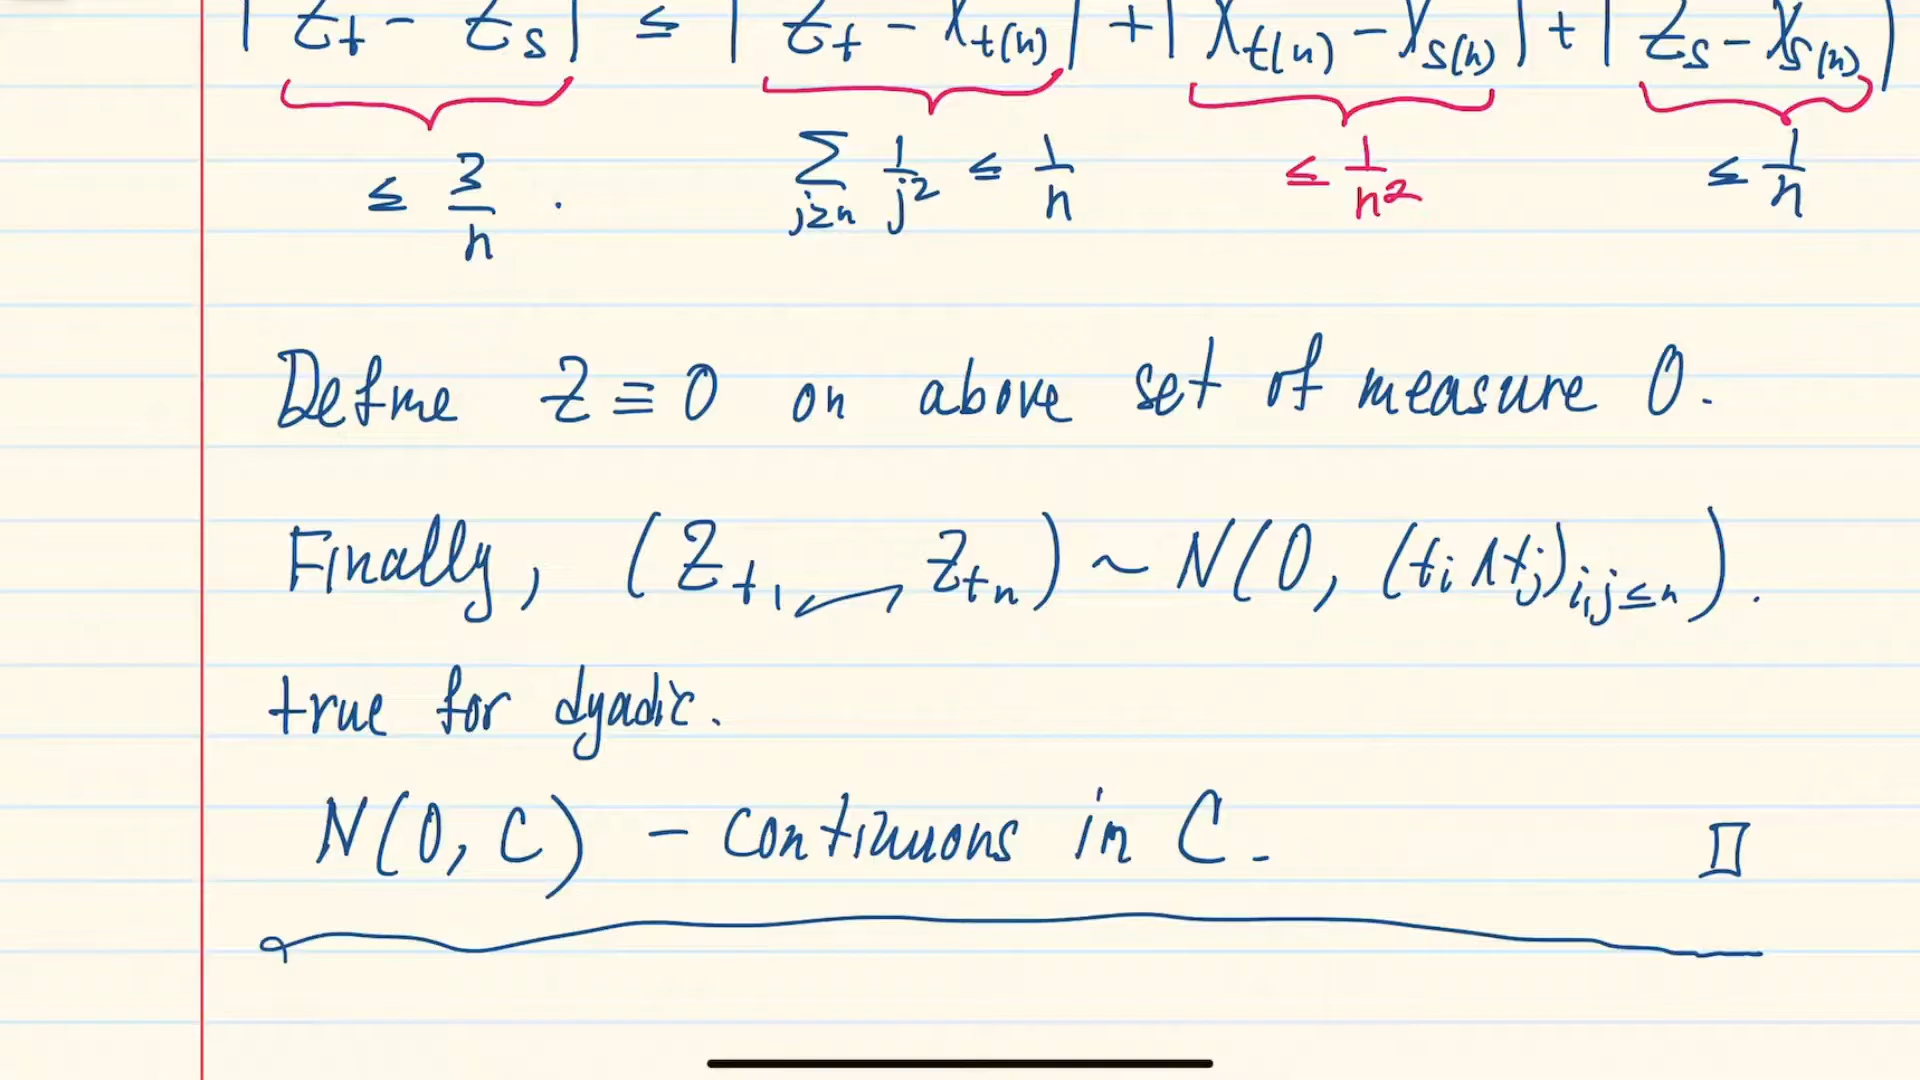 | Z_t - Z_s | ≤ | Z_t - X_{t(n)} | + | X_{t(n)} - X_{s(n)} | + | Z_s - X_{s(n)} |
≤ 3/n . ∑_{j≥n} 1/j² ≤ 1/n ≤ 1/n² ≤ 1/n
Define Z ≡ 0 on above set of measure 0.
Finally, (Z_{t_1}, Z_{t_n}) ~ N(0, (t_i ∧ t_j)_{i,j≤n}).
true for dyadic.
N(0, C) - continuous in C. □